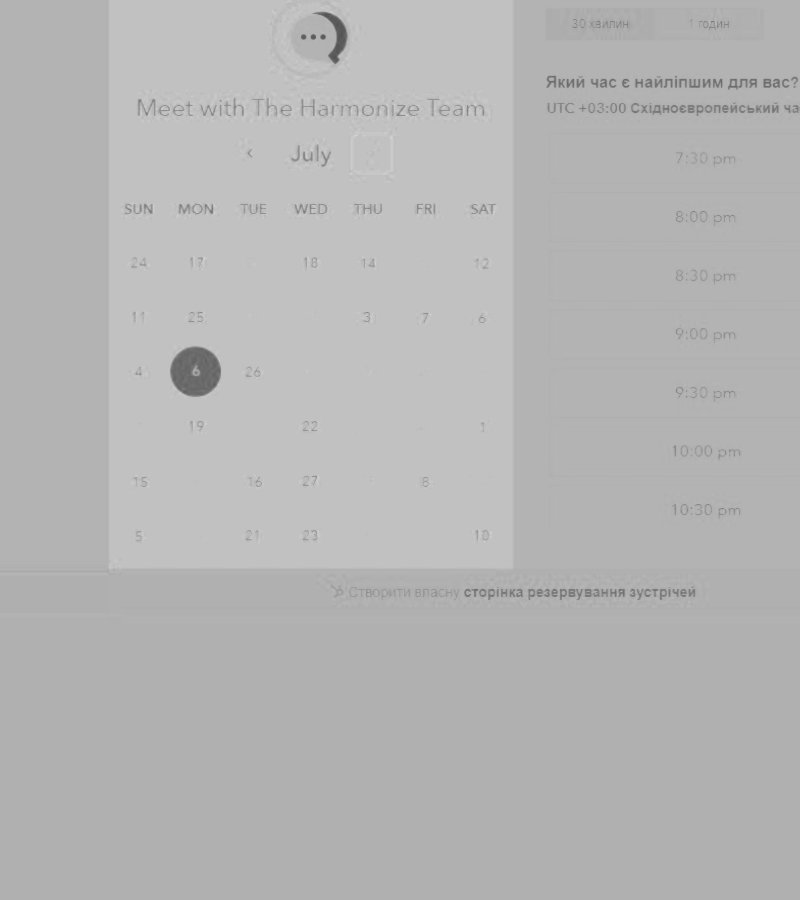 30 хвилин 1 годин
Який час є найліпшим для вас?
UTC +03:00 Східноєвропейський ча
Meet with The Harmonize Team
July
SUN MON TUE WED THU FRI SAT
24 17 18 14 12
11 25 3 7 6
4 6 26
19 22 1
15 16 27 8
5 21 23 10
7:30 pm
8:00 pm
8:30 pm
9:00 pm
9:30 pm
10:00 pm
10:30 pm
Створити власну сторінка резервування зустрічей